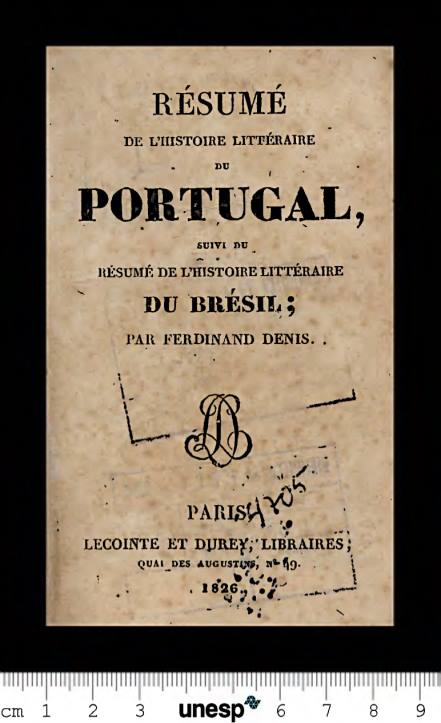 RÉSUMÉ
DE L'HISTOIRE LITTÉRAIRE
DU
PORTUGAL,
SUIVI DU
RÉSUMÉ DE L'HISTOIRE LITTÉRAIRE
DU BRÉSIL;
PAR FERDINAND DENIS.
PARIS
4205
LECOINTE ET DUREY, LIBRAIRES,
QUAI DES AUGUSTINS, Nº 49.
1826
cm 1 2 3 unesp 6 7 8 9